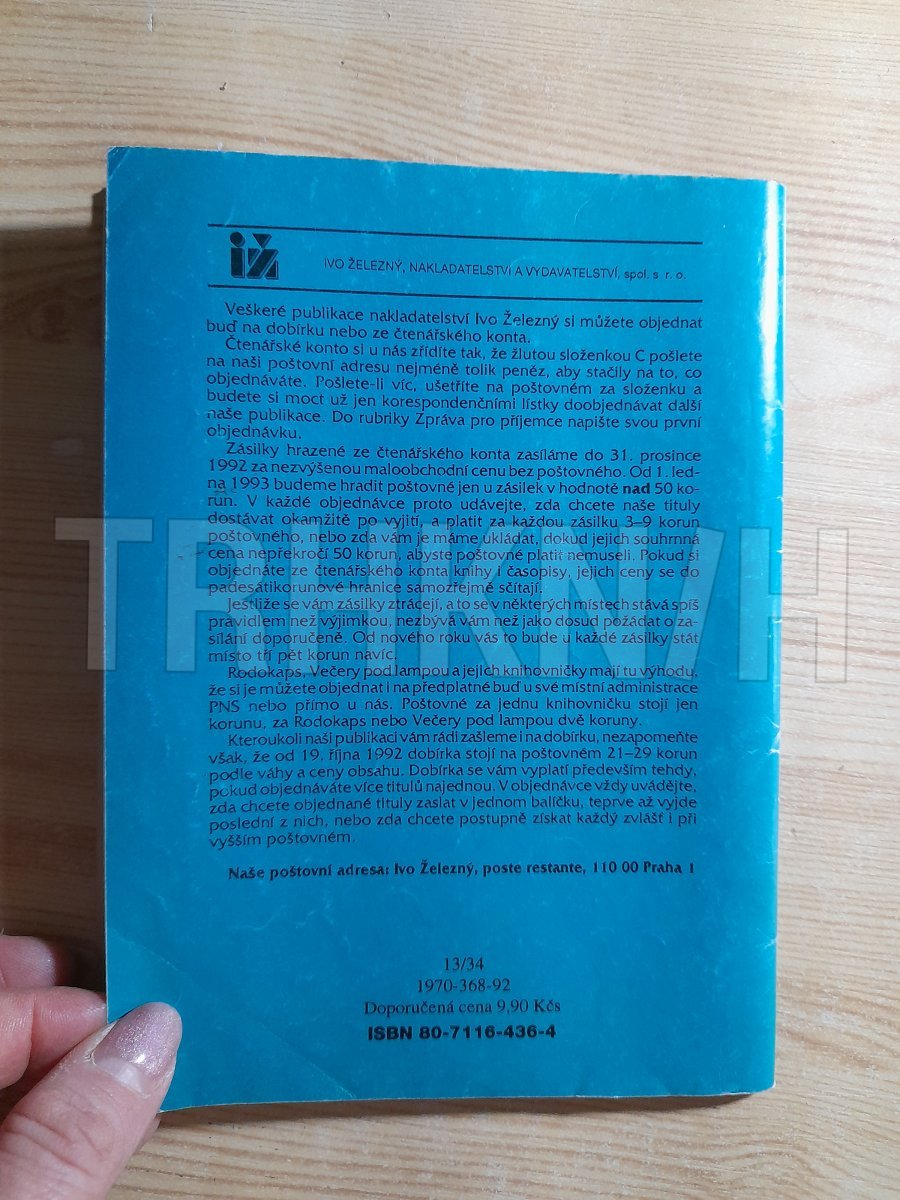 iž
IVO ŽELEZNÝ, NAKLADATELSTVÍ A VYDAVATELSTVÍ, spol. s r. o.
Veškeré publikace nakladatelství Ivo Železný si můžete objednat
buď na dobírku nebo ze čtenářského konta.
Čtenářské konto si u nás zřídíte tak, že žlutou složenkou C pošlete
na naši poštovní adresu nejméně tolik peněz, aby stačily na to, co
objednáváte. Pošlete-li víc, ušetříte na poštovném za složenku a
budete si moct už jen korespondenčními lístky doobjednávat další
naše publikace. Do rubriky Zpráva pro příjemce napište svou první
objednávku.
Zásilky hrazené ze čtenářského konta zasíláme do 31. prosince
1992 za nezvýšenou maloobchodní cenu bez poštovného. Od 1. led-
na 1993 budeme hradit poštovné jen u zásilek v hodnotě nad 50 ko-
run. V každé objednávce proto udávejte, zda chcete naše tituly
dostávat okamžitě po vyjití, a platit za každou zásilku 3–9 korun
poštovného, nebo zda vám je máme ukládat, dokud jejich souhrnná
cena nepřekročí 50 korun, abyste poštovné platit nemuseli. Pokud si
objednáte ze čtenářského konta knihy i časopisy, jejich ceny se do
padesátikorunové hranice samozřejmě sčítají.
Jestliže se vám zásilky ztrácejí, a to se v některých místech stává spíš
pravidlem než výjimkou, nezbývá vám než jako dosud požádat o za-
sílání doporučeně. Od nového roku vás to bude u každé zásilky stát
místo tří pět korun navíc.
Rodokaps, Večery pod lampou a jejich knihovničky mají tu výhodu,
že si je můžete objednat i na předplatné buď u své místní administrace
PNS nebo přímo u nás. Poštovné za jednu knihovničku stojí jen
korunu, za Rodokaps nebo Večery pod lampou dvě koruny.
Kteroukoli naši publikaci vám rádi zašleme i na dobírku, nezapomeňte
však, že od 19. října 1992 dobírka stojí na poštovném 21–29 korun
podle váhy a ceny obsahu. Dobírka se vám vyplatí především tehdy,
pokud objednáváte více titulů najednou. V objednávce vždy uvádějte,
zda chcete objednané tituly zaslat v jednom balíčku, teprve až vyjde
poslední z nich, nebo zda chcete postupně získat každý zvlášť i při
vyšším poštovném.
Naše poštovní adresa: Ivo Železný, poste restante, 110 00 Praha 1
13/34
1970-368-92
Doporučená cena 9,90 Kčs
ISBN 80-7116-436-4
TRHKNIH